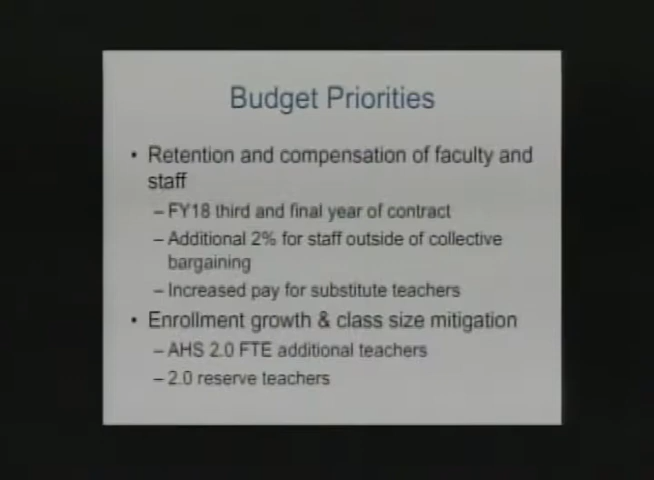 Budget Priorities
• Retention and compensation of faculty and
staff
– FY18 third and final year of contract
– Additional 2% for staff outside of collective
bargaining
– Increased pay for substitute teachers
• Enrollment growth & class size mitigation
– AHS 2.0 FTE additional teachers
– 2.0 reserve teachers